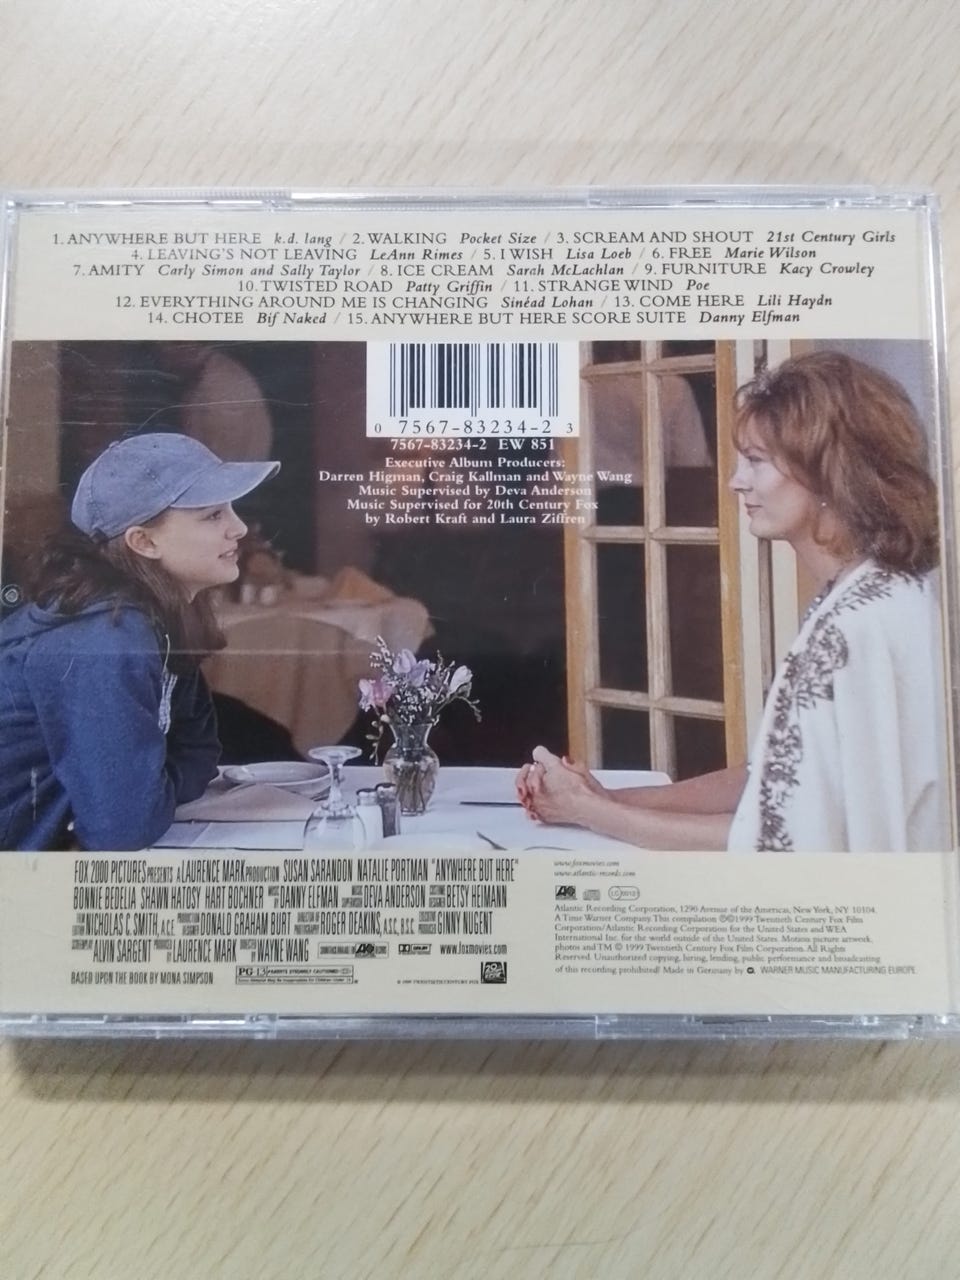 1. ANYWHERE BUT HERE k.d. lang / 2. WALKING Pocket Size / 3. SCREAM AND SHOUT 21st Century Girls
4. LEAVING'S NOT LEAVING LeAnn Rimes / 5. I WISH Lisa Loeb / 6. FREE Marie Wilson
7. AMITY Carly Simon and Sally Taylor / 8. ICE CREAM Sarah McLachlan / 9. FURNITURE Kacy Crowley
10. TWISTED ROAD Patty Griffin / 11. STRANGE WIND Poe
12. EVERYTHING AROUND ME IS CHANGING Sinéad Lohan / 13. COME HERE Lili Haydn
14. CHOTEE Bif Naked / 15. ANYWHERE BUT HERE SCORE SUITE Danny Elfman
0 7567-83234-2 3
7567-83234-2 EW 851
Executive Album Producers:
Darren Higman, Craig Kallman and Wayne Wang
Music Supervised by Deva Anderson
Music Supervised for 20th Century Fox
by Robert Kraft and Laura Ziffren
FOX 2000 PICTURES PRESENTS A LAURENCE MARK PRODUCTION SUSAN SARANDON NATALIE PORTMAN "ANYWHERE BUT HERE"
BONNIE BEDELIA SHAWN HATOSY HART BOCHNER MUSIC BY DANNY ELFMAN MUSIC SUPERVISOR DEVA ANDERSON COSTUME DESIGNER BETSY HEIMANN
FILM EDITOR NICHOLAS C. SMITH, A.C.E. PRODUCTION DESIGNER DONALD GRAHAM BURT DIRECTOR OF PHOTOGRAPHY ROGER DEAKINS, A.S.C., B.S.C. EXECUTIVE PRODUCER GINNY NUGENT
SCREENPLAY BY ALVIN SARGENT PRODUCED BY LAURENCE MARK DIRECTED BY WAYNE WANG ATLANTIC DOLBY www.foxmovies.com
BASED UPON THE BOOK BY MONA SIMPSON PG-13 PARENTS STRONGLY CAUTIONED © 1999 TWENTIETH CENTURY FOX
www.foxmovies.com
www.atlantic-records.com
LC 0121
Atlantic Recording Corporation, 1290 Avenue of the Americas, New York, NY 10104.
A Time Warner Company. This compilation ℗©1999 Twentieth Century Fox Film
Corporation/Atlantic Recording Corporation for the United States and WEA
International Inc. for the world outside of the United States. Motion picture artwork,
photos and TM © 1999 Twentieth Century Fox Film Corporation. All Rights
Reserved. Unauthorized copying, hiring, lending, public performance and broadcasting
of this recording prohibited! Made in Germany by WARNER MUSIC MANUFACTURING EUROPE.